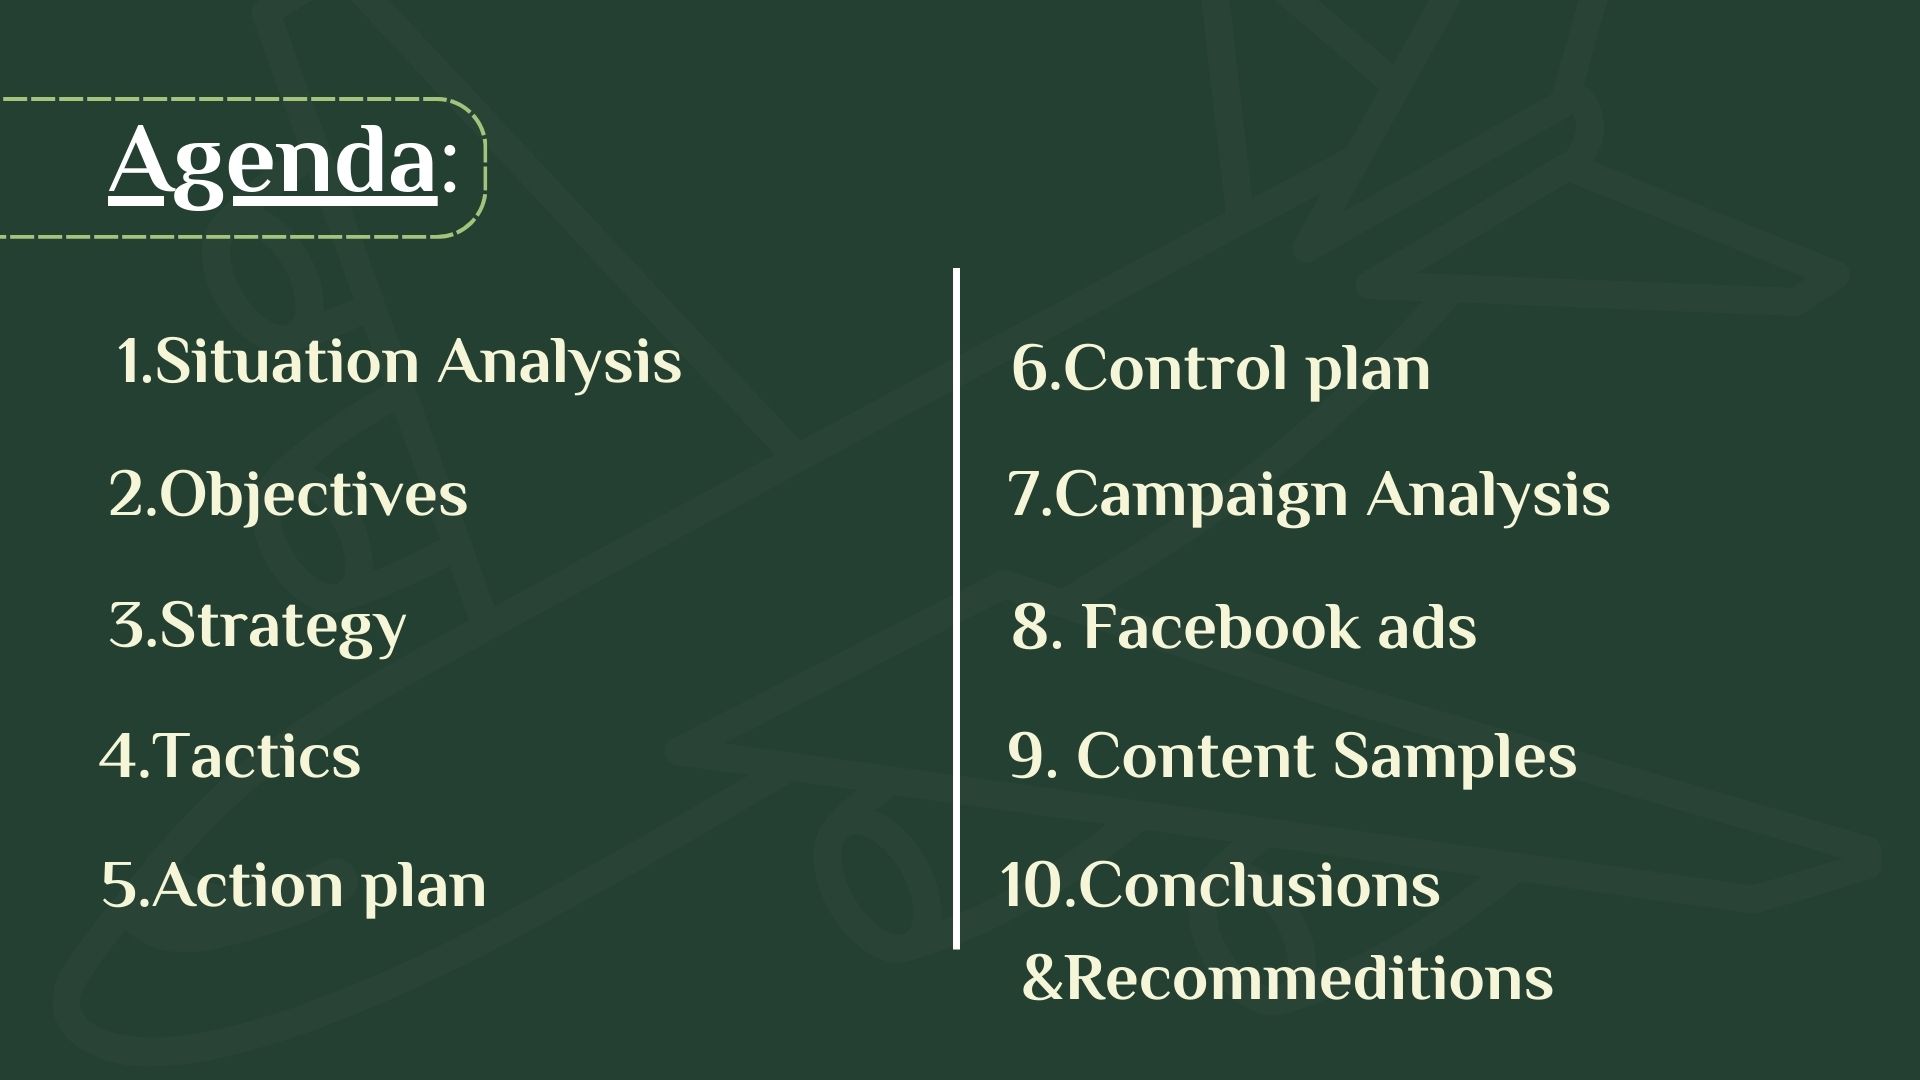 Agenda:
1.Situation Analysis
2.Objectives
3.Strategy
4.Tactics
5.Action plan
6.Control plan
7.Campaign Analysis
8. Facebook ads
9. Content Samples
10.Conclusions
&Recommeditions